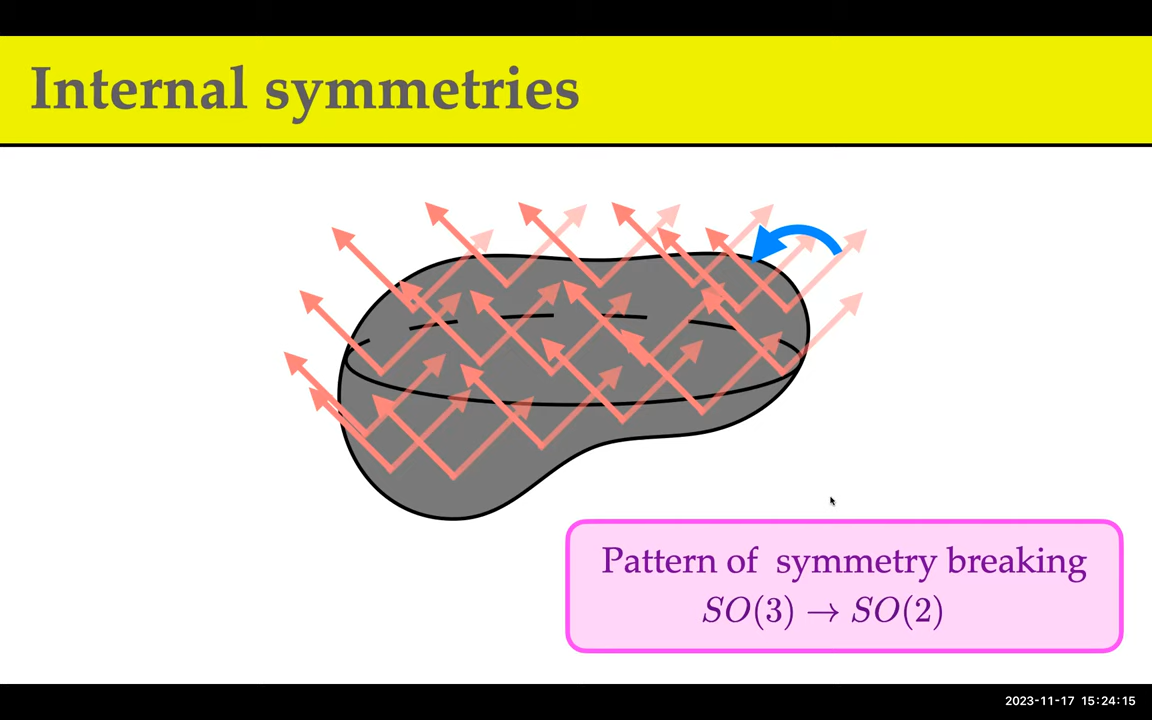 Internal symmetries
Pattern of symmetry breaking
SO(3) → SO(2)
2023-11-17 15:24:15